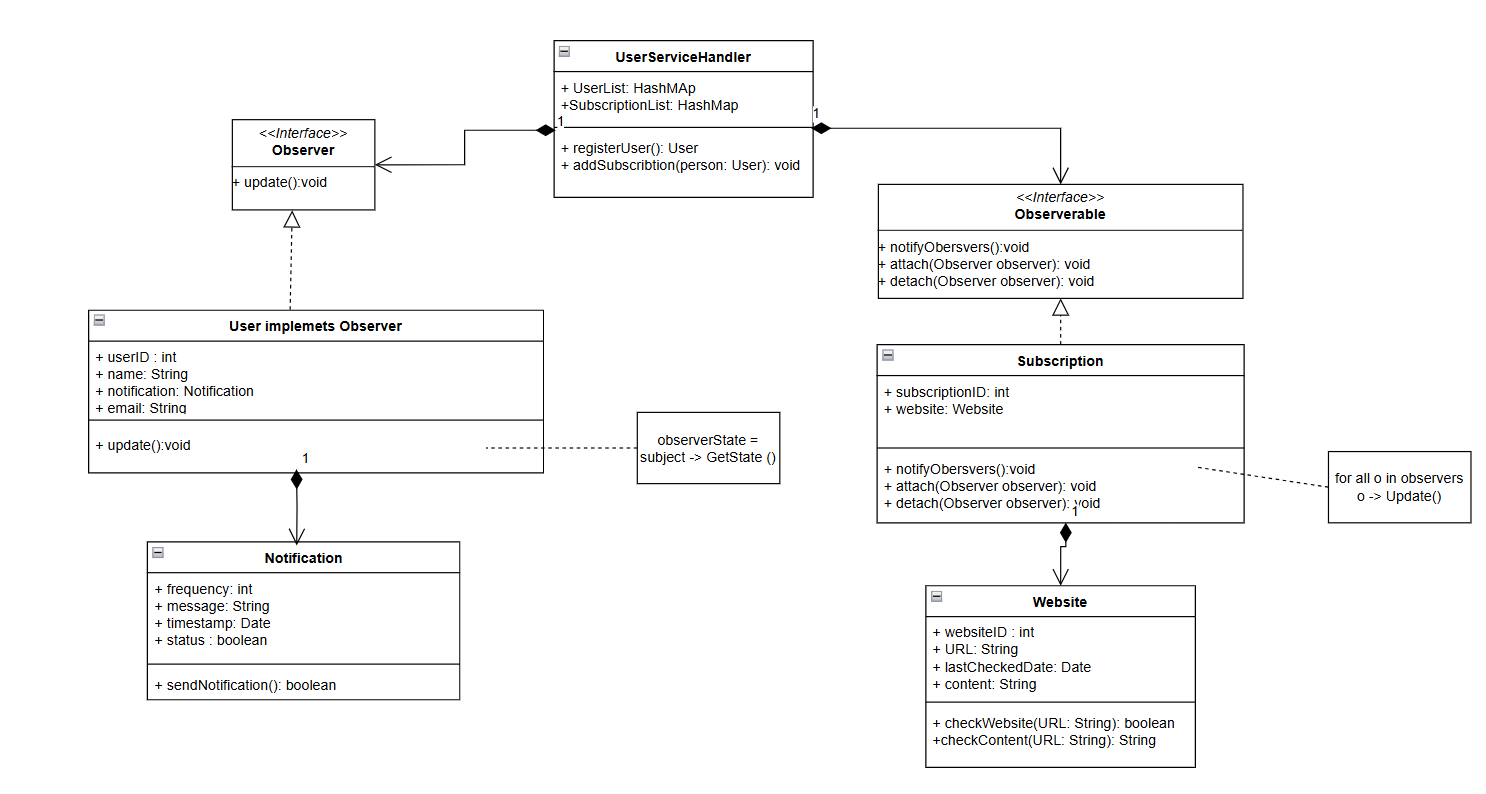 UserServiceHandler
+ UserList: HashMAp
+SubscriptionList: HashMap
1
1
+ registerUser(): User
+ addSubscribtion(person: User): void
<<Interface>>
Observer
+ update():void
<<Interface>>
Observerable
+ notifyObersvers():void
+ attach(Observer observer): void
+ detach(Observer observer): void
User implemets Observer
+ userID : int
+ name: String
+ notification: Notification
+ email: String
+ update():void
1
observerState =
subject -> GetState ()
Subscription
+ subscriptionID: int
+ website: Website
+ notifyObersvers():void
+ attach(Observer observer): void
+ detach(Observer observer): void
1
for all o in observers
o -> Update()
Notification
+ frequency: int
+ message: String
+ timestamp: Date
+ status : boolean
+ sendNotification(): boolean
Website
+ websiteID : int
+ URL: String
+ lastCheckedDate: Date
+ content: String
+ checkWebsite(URL: String): boolean
+checkContent(URL: String): String